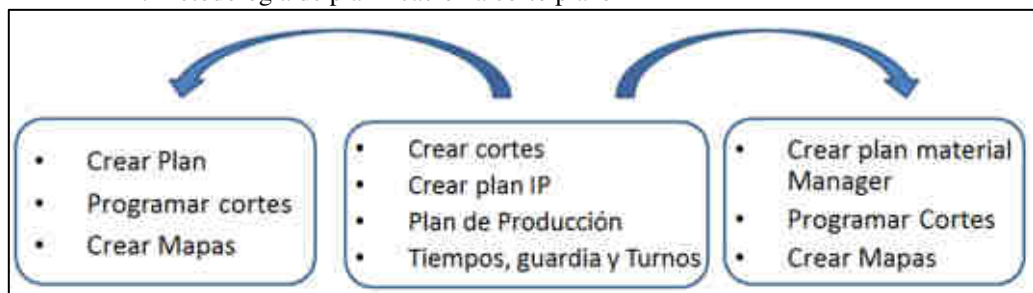 Crear Plan
Programar cortes
Crear Mapas
Crear cortes
Crear plan IP
Plan de Producción
Tiempos, guardia y Turnos
Crear plan material
Manager
Programar Cortes
Crear Mapas